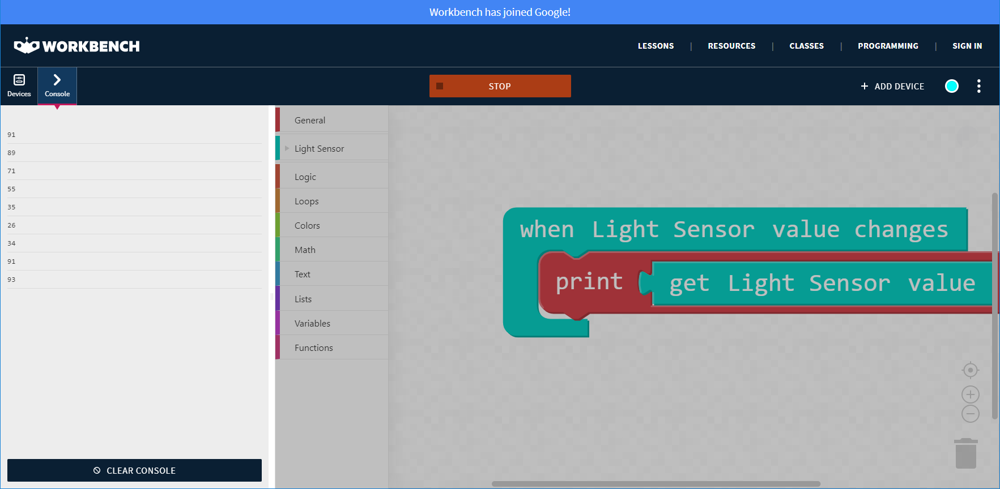 Workbench has joined Google!
WORKBENCH
LESSONS | RESOURCES | CLASSES | PROGRAMMING | SIGN IN
Devices
Console
STOP
+ ADD DEVICE
91
89
71
55
35
26
34
91
93
CLEAR CONSOLE
General
Light Sensor
Logic
Loops
Colors
Math
Text
Lists
Variables
Functions
when Light Sensor value changes
print get Light Sensor value